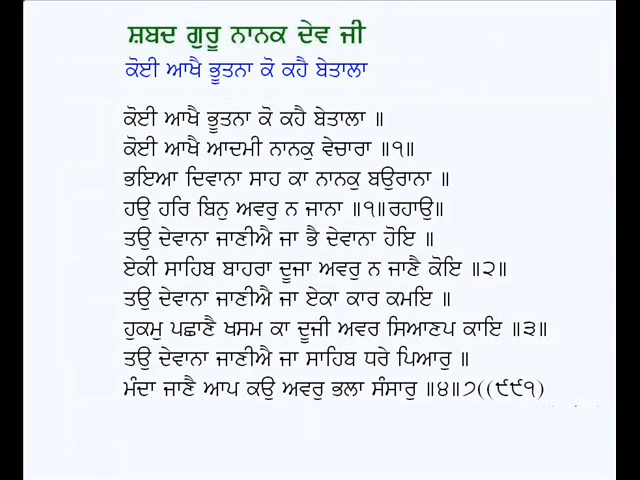 ਸ਼ਬਦ ਗੁਰੂ ਨਾਨਕ ਦੇਵ ਜੀ
ਕੋਈ ਆਖੈ ਭੂਤਨਾ ਕੋ ਕਹੈ ਬੇਤਾਲਾ
ਕੋਈ ਆਖੈ ਭੂਤਨਾ ਕੋ ਕਹੈ ਬੇਤਾਲਾ ॥
ਕੋਈ ਆਖੈ ਆਦਮੀ ਨਾਨਕੁ ਵੇਚਾਰਾ ॥੧॥
ਭਇਆ ਦਿਵਾਨਾ ਸਾਹ ਕਾ ਨਾਨਕੁ ਬਉਰਾਨਾ ॥
ਹਉ ਹਰਿ ਬਿਨੁ ਅਵਰੁ ਨ ਜਾਨਾ ॥੧॥ਰਹਾਉ॥
ਤਉ ਦੇਵਾਨਾ ਜਾਣੀਐ ਜਾ ਭੈ ਦੇਵਾਨਾ ਹੋਇ ॥
ਏਕੀ ਸਾਹਿਬ ਬਾਹਰਾ ਦੂਜਾ ਅਵਰੁ ਨ ਜਾਣੈ ਕੋਇ ॥੨॥
ਤਉ ਦੇਵਾਨਾ ਜਾਣੀਐ ਜਾ ਏਕਾ ਕਾਰ ਕਮਇ ॥
ਹੁਕਮੁ ਪਛਾਣੈ ਖਸਮ ਕਾ ਦੂਜੀ ਅਵਰ ਸਿਆਣਪ ਕਾਇ ॥੩॥
ਤਉ ਦੇਵਾਨਾ ਜਾਣੀਐ ਜਾ ਸਾਹਿਬ ਧਰੇ ਪਿਆਰੁ ॥
ਮੰਦਾ ਜਾਣੈ ਆਪ ਕਉ ਅਵਰੁ ਭਲਾ ਸੰਸਾਰੁ ॥੪॥੭((੯੯੧)